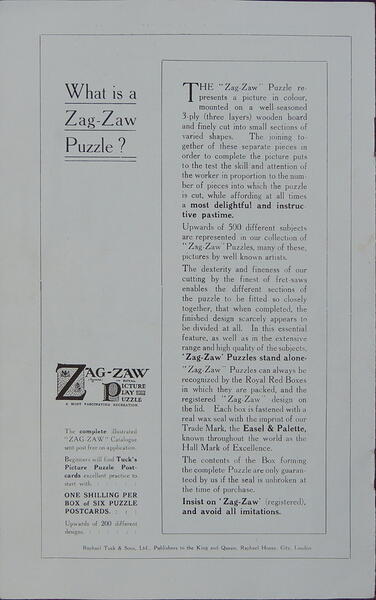 What is a
Zag-Zaw
Puzzle?
THE "Zag-Zaw" Puzzle re-
presents a picture in colour,
mounted on a well-seasoned
3-ply (three layers) wooden board
and finely cut into small sections of
varied shapes. The joining to-
gether of these separate pieces in
order to complete the picture puts
to the test the skill and attention of
the worker in proportion to the num-
ber of pieces into which the puzzle
is cut, while affording at all times
a most delightful and instruc-
tive pastime.
Upwards of 500 different subjects
are represented in our collection of
"Zag-Zaw" Puzzles, many of these,
pictures by well known artists.
The dexterity and fineness of our
cutting by the finest of fret-saws
enables the different sections of
the puzzle to be fitted so closely
together, that when completed, the
finished design scarcely appears to
be divided at all. In this essential
feature, as well as in the extensive
range and high quality of the subjects,
'Zag-Zaw' Puzzles stand alone.
"Zag-Zaw" Puzzles can always be
recognized by the Royal Red Boxes
in which they are packed, and the
registered "Zag-Zaw" design on
the lid. Each box is fastened with a
real wax seal with the imprint of our
Trade Mark, the Easel & Palette,
known throughout the world as the
Hall Mark of Excellence.
The contents of the Box forming
the complete Puzzle are only guaran-
teed by us if the seal is unbroken at
the time of purchase.
Insist on 'Zag-Zaw' (registered),
and avoid all imitations.
ZAG-ZAW
ROYAL
PICTURE
PLAY
PUZZLE
A MOST FASCINATING RECREATION.
The complete illustrated
"ZAG-ZAW" Catalogue
sent post free on application.
Beginners will find Tuck's
Picture Puzzle Post-
cards excellent practice to
start with.
ONE SHILLING PER
BOX of SIX PUZZLE
POSTCARDS.
Upwards of 200 different
designs.
Raphael Tuck & Sons, Ltd., Publishers to the King and Queen, Raphael House, City, London